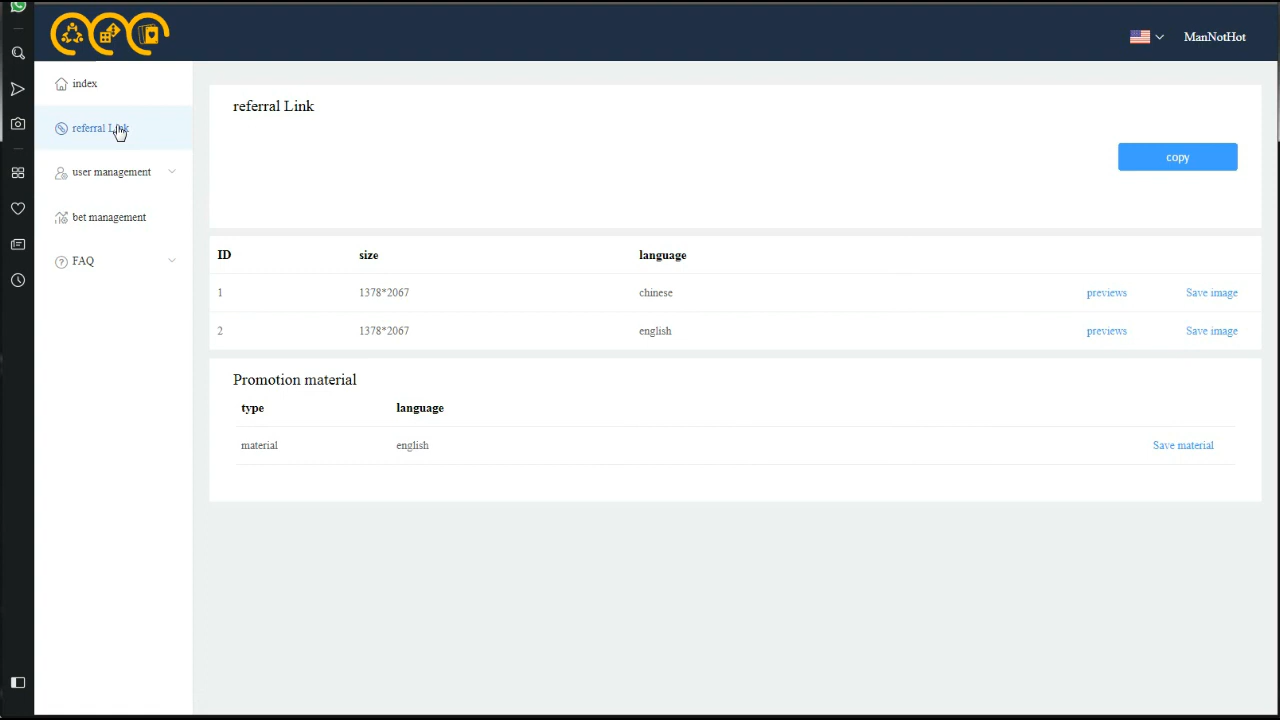 ManNotHot
index
referral Link
user management
bet management
FAQ
referral Link
copy
ID size language
1 1378*2067 chinese previews Save image
2 1378*2067 english previews Save image
Promotion material
type language
material english Save material